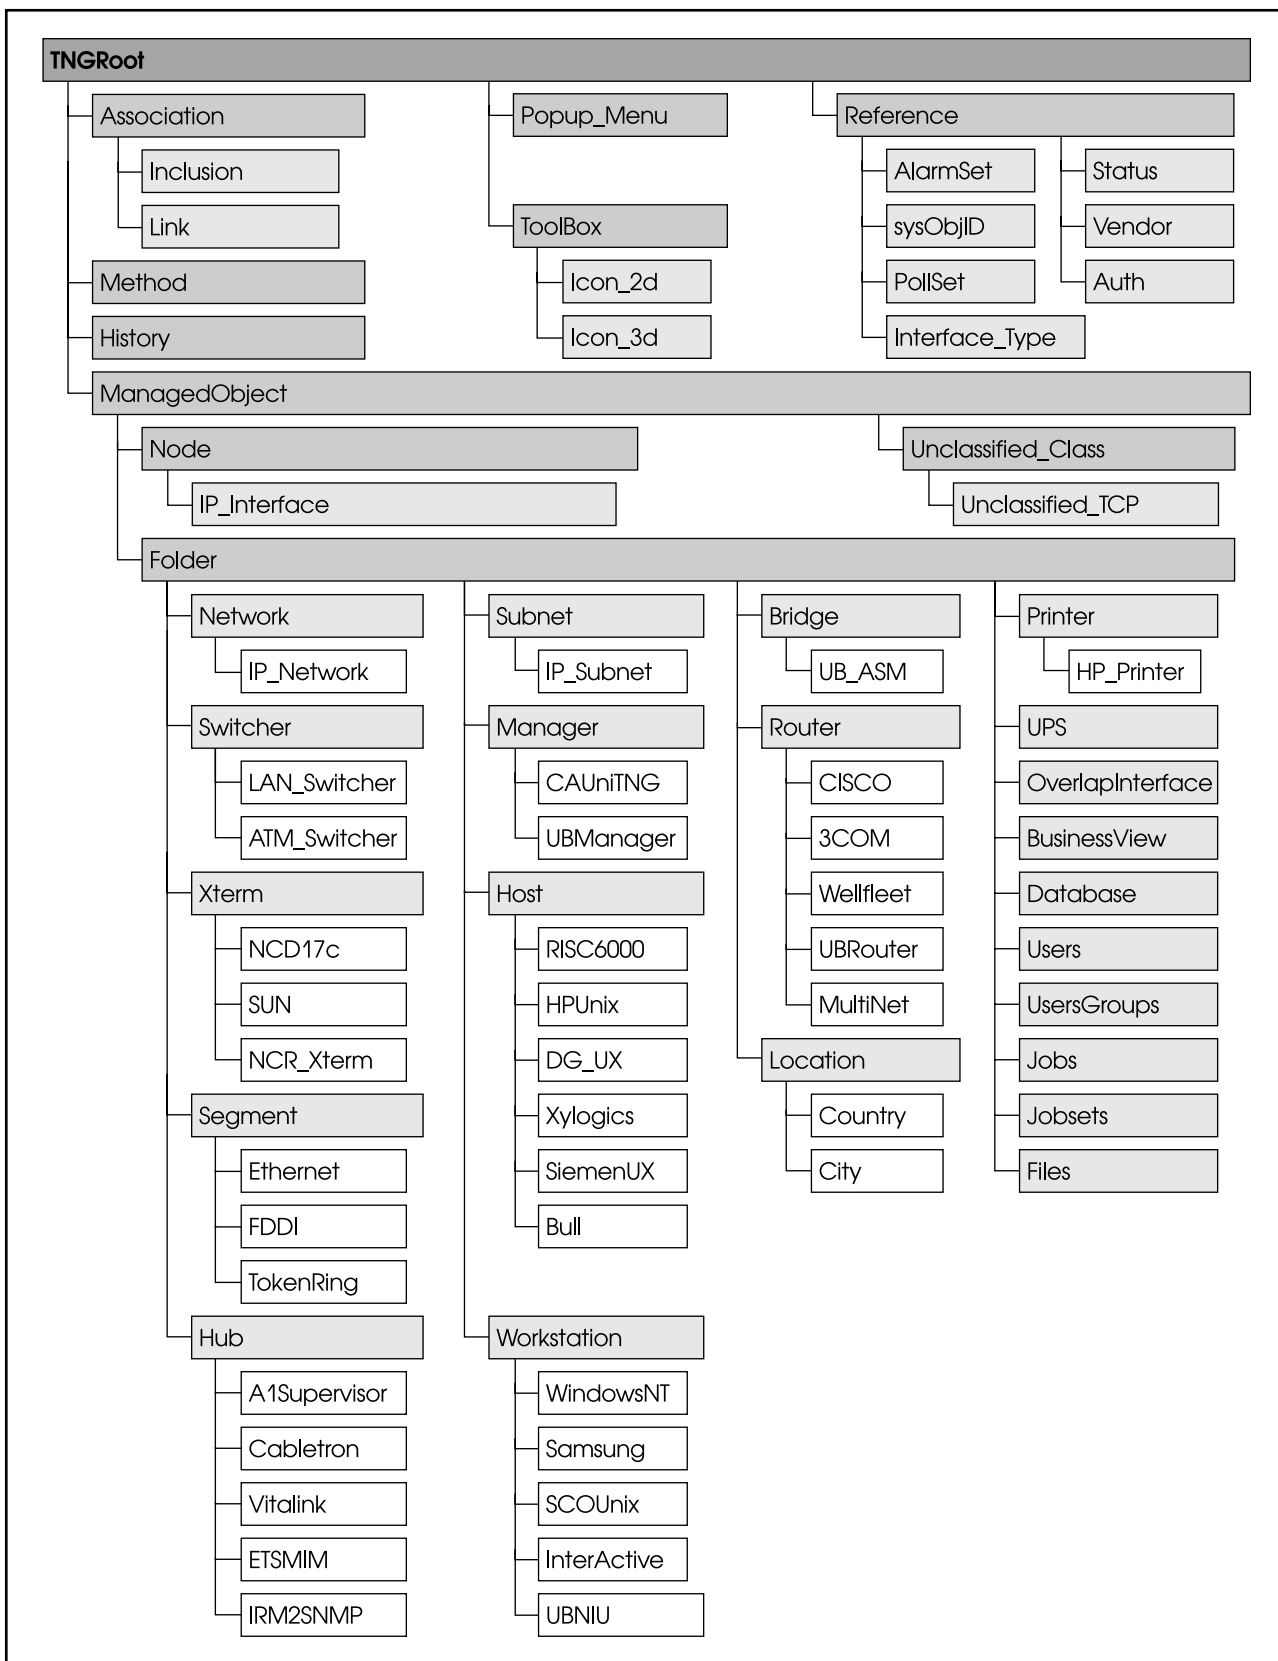 TNGRoot
Association
Inclusion
Link
Method
History
Popup_Menu
ToolBox
Icon_2d
Icon_3d
Reference
AlarmSet
sysObjID
PollSet
Interface_Type
Status
Vendor
Auth
ManagedObject
Node
IP_Interface
Unclassified_Class
Unclassified_TCP
Folder
Network
IP_Network
Switcher
LAN_Switcher
ATM_Switcher
Xterm
NCD17c
SUN
NCR_Xterm
Segment
Ethernet
FDDI
TokenRing
Hub
A1Supervisor
Cabletron
Vitalink
ETSMIM
IRM2SNMP
Subnet
IP_Subnet
Manager
CAUniTNG
UBManager
Host
RISC6000
HPUnix
DG_UX
Xylogics
SiemenUX
Bull
Workstation
WindowsNT
Samsung
SCOUnix
InterActive
UBNIU
Bridge
UB_ASM
Router
CISCO
3COM
Wellfleet
UBRouter
MultiNet
Location
Country
City
Printer
HP_Printer
UPS
OverlapInterface
BusinessView
Database
Users
UsersGroups
Jobs
Jobsets
Files